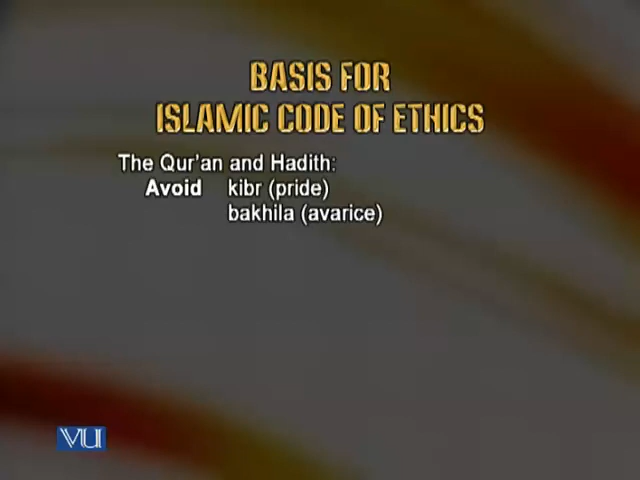 BASIS FOR
ISLAMIC CODE OF ETHICS
The Qur'an and Hadith:
Avoid kibr (pride)
bakhila (avarice)
VU